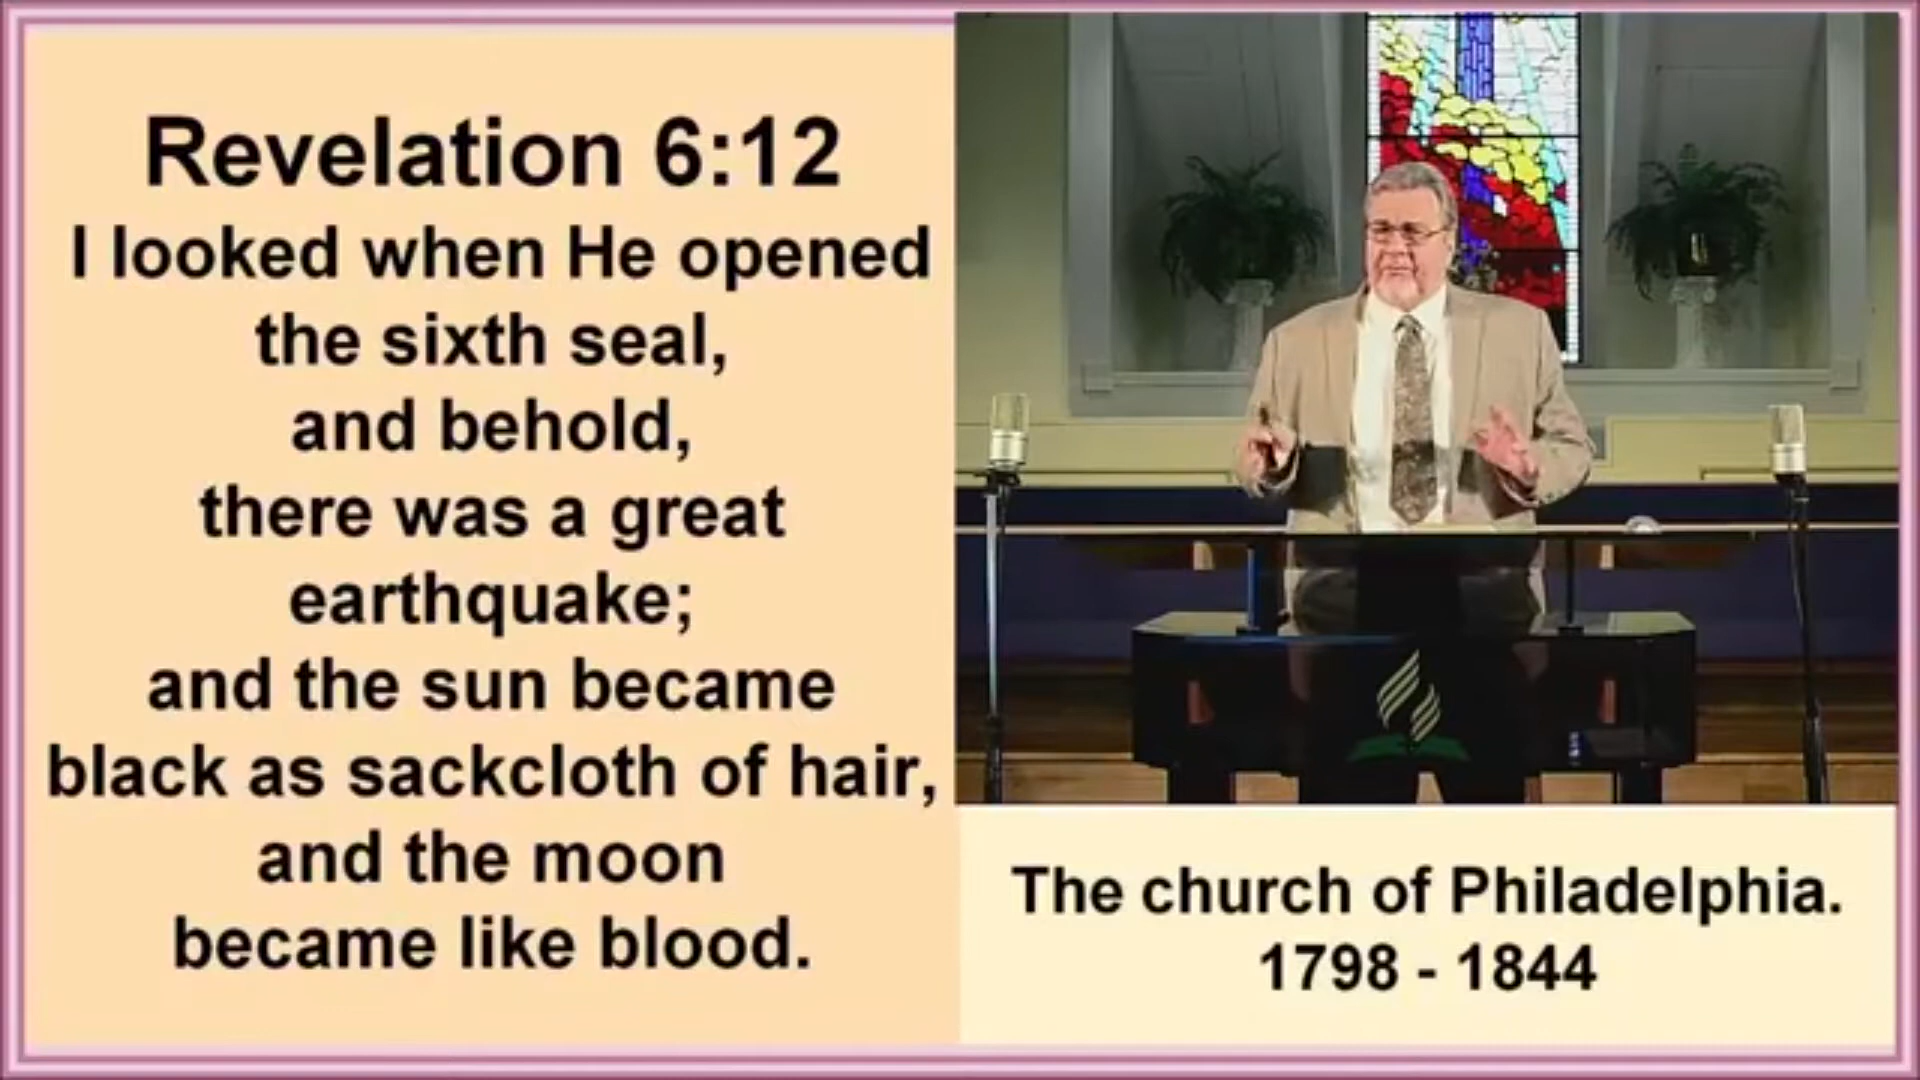 Revelation 6:12
I looked when He opened
the sixth seal,
and behold,
there was a great
earthquake;
and the sun became
black as sackcloth of hair,
and the moon
became like blood.
The church of Philadelphia.
1798 - 1844